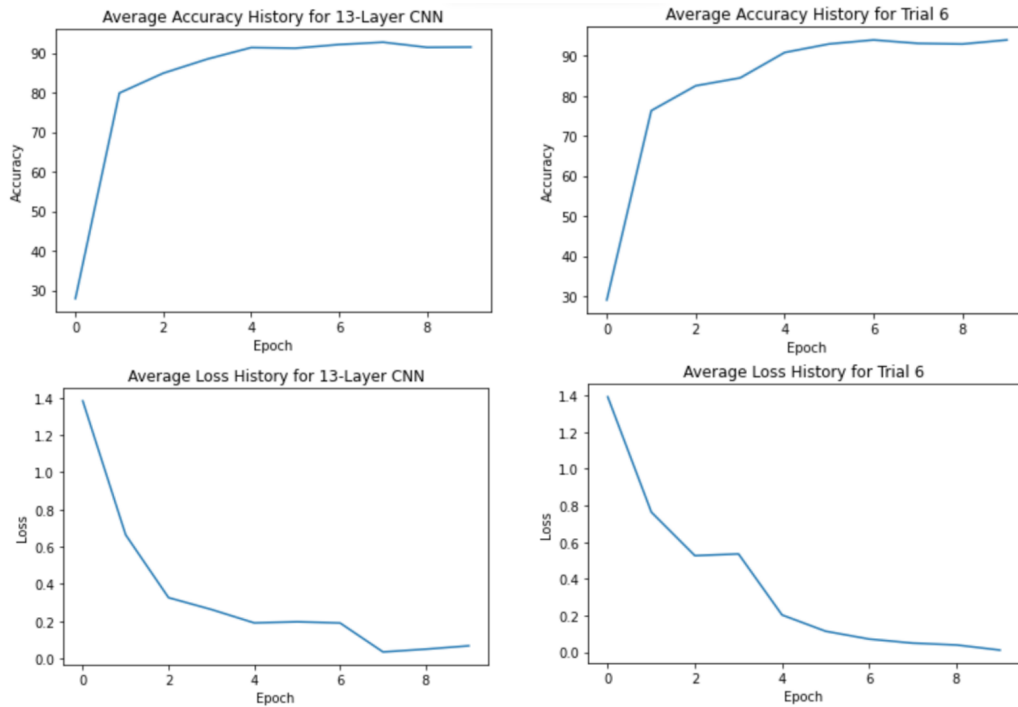 Average Accuracy History for 13-Layer CNN
90
80
70
60
50
40
30
Accuracy
0 2 4 6 8
Epoch
Average Accuracy History for Trial 6
90
80
70
60
50
40
30
Accuracy
0 2 4 6 8
Epoch
Average Loss History for 13-Layer CNN
1.4
1.2
1.0
0.8
0.6
0.4
0.2
0.0
Loss
0 2 4 6 8
Epoch
Average Loss History for Trial 6
1.4
1.2
1.0
0.8
0.6
0.4
0.2
0.0
Loss
0 2 4 6 8
Epoch